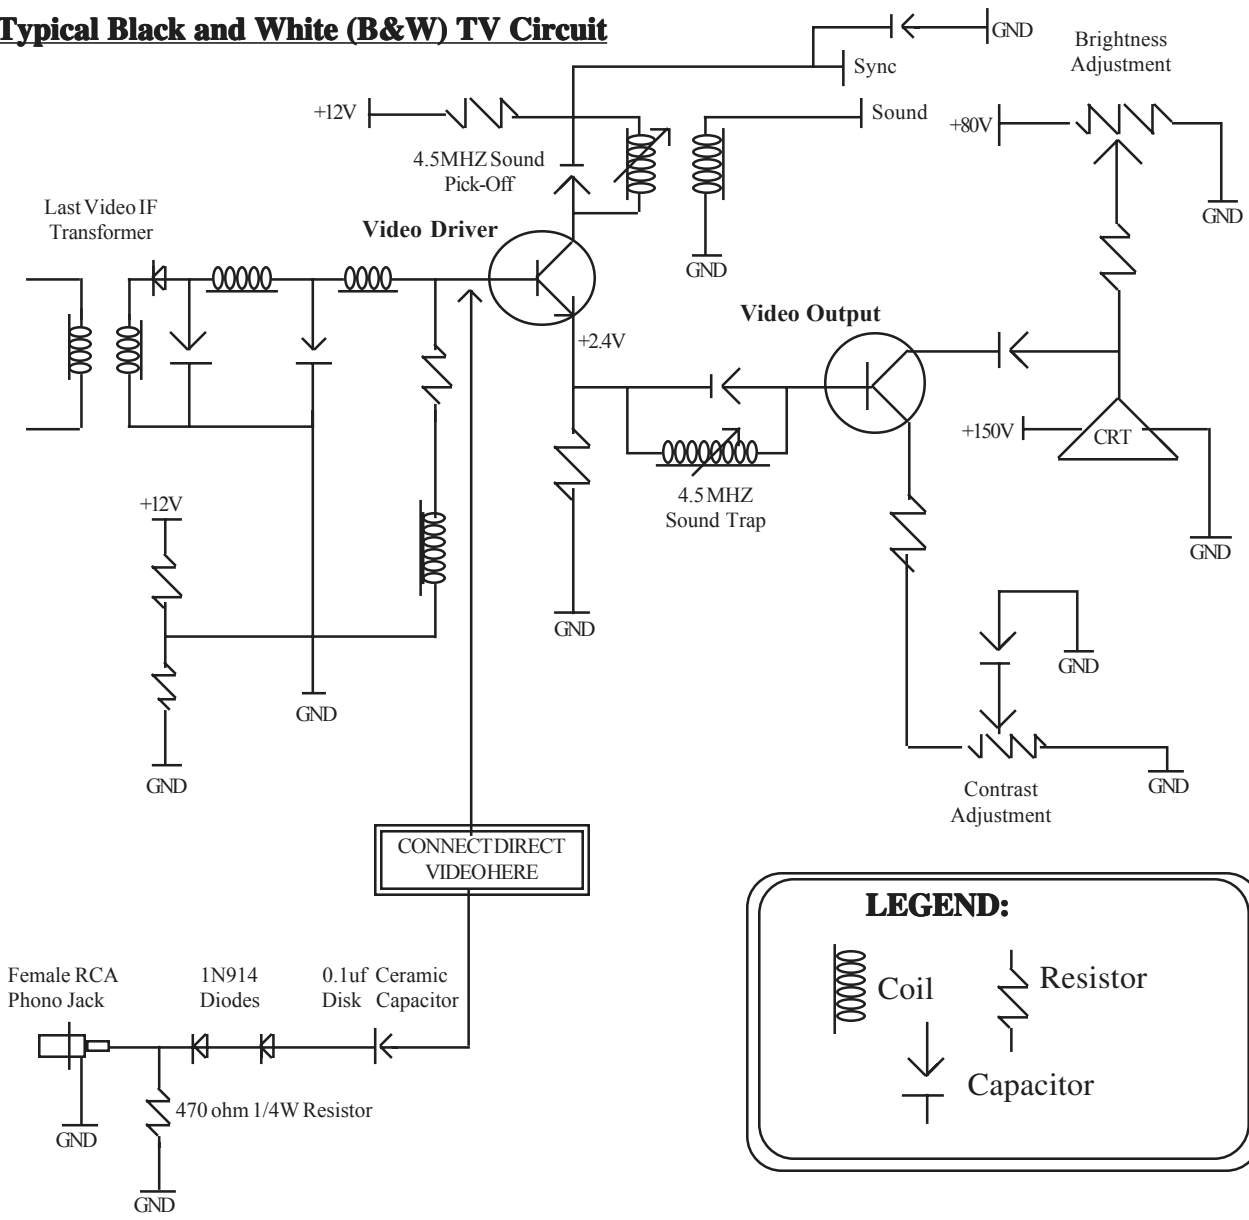 Typical Black and White (B&W) TV Circuit
GND
Sync
Brightness
Adjustment
+12V
Sound
+80V
4.5MHZ Sound
Pick-Off
Last Video IF
Transformer
Video Driver
GND
GND
Video Output
+2.4V
+150V
CRT
4.5 MHZ
Sound Trap
+12V
GND
GND
GND
GND
GND
GND
Contrast
Adjustment
CONNECT DIRECT
VIDEO HERE
LEGEND:
Coil
Resistor
Capacitor
Female RCA
Phono Jack
1N914
Diodes
0.1uf Ceramic
Disk Capacitor
470 ohm 1/4W Resistor
GND
GND